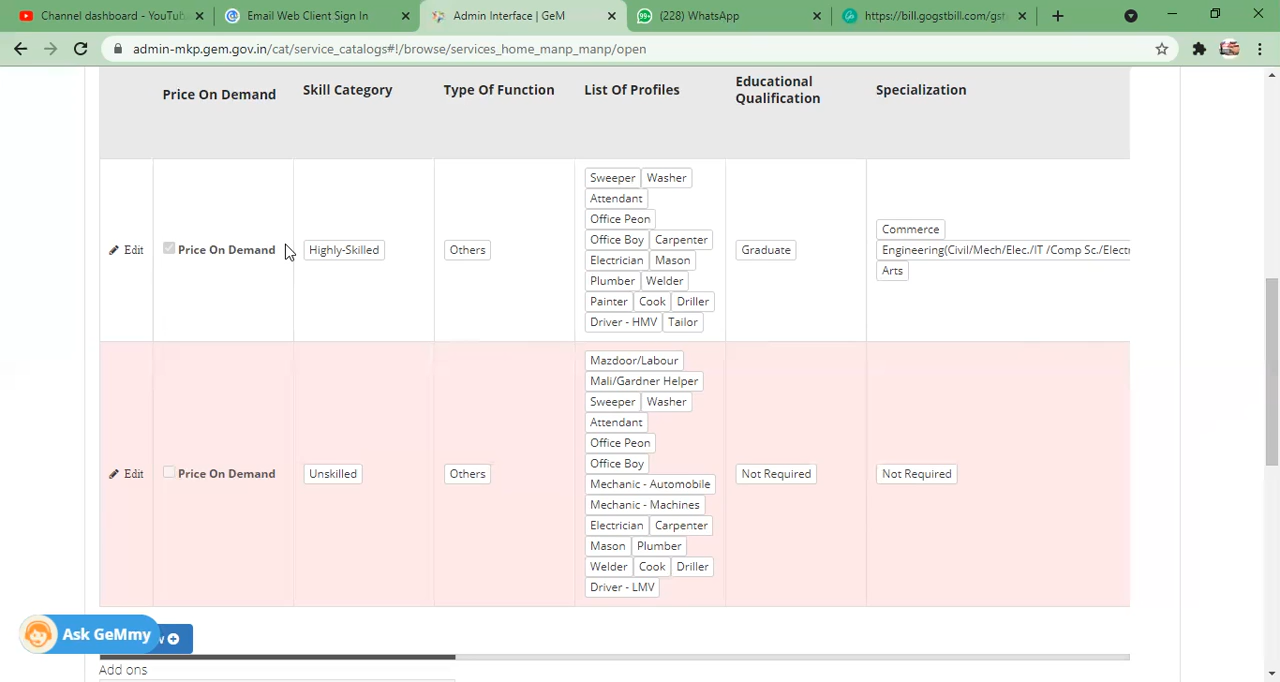 Channel dashboard - YouTub
Email Web Client Sign In
Admin Interface | GeM
99+
(228) WhatsApp
https://bill.gogstbill.com/gst
admin-mkp.gem.gov.in/cat/service_catalogs#!/browse/services_home_manp_manp/open
Price On Demand
Skill Category
Type Of Function
List Of Profiles
Educational
Qualification
Specialization
Edit
Price On Demand
Highly-Skilled
Others
Sweeper Washer
Attendant
Office Peon
Office Boy Carpenter
Electrician Mason
Plumber Welder
Painter Cook Driller
Driver - HMV Tailor
Graduate
Commerce
Engineering(Civil/Mech/Elec./IT /Comp Sc./Electr
Arts
Edit
Price On Demand
Unskilled
Others
Mazdoor/Labour
Mali/Gardner Helper
Sweeper Washer
Attendant
Office Peon
Office Boy
Mechanic - Automobile
Mechanic - Machines
Electrician Carpenter
Mason Plumber
Welder Cook Driller
Driver - LMV
Not Required
Not Required
Ask GeMmy
Add ons